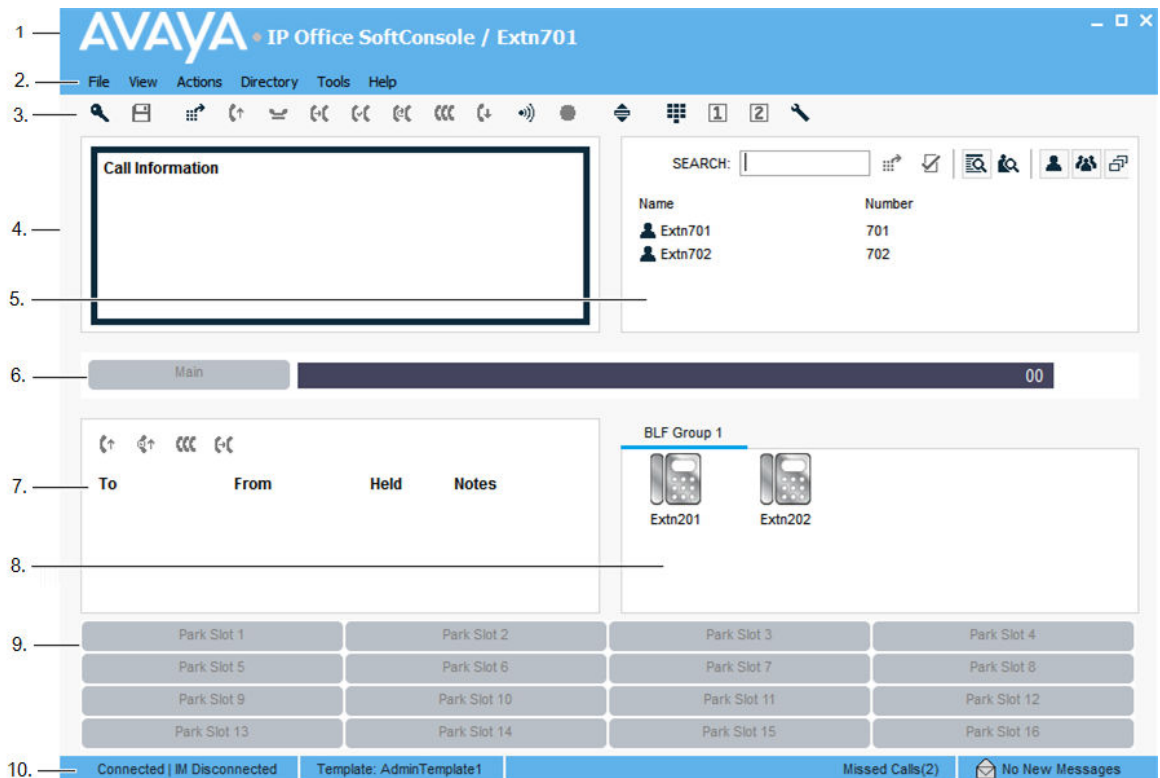 1
AVAYA • IP Office SoftConsole / Extn701
2. File View Actions Directory Tools Help
3. 1 2
Call Information
SEARCH:
Name Number
4. Extn701 701
Extn702 702
5.
6. Main 00
BLF Group 1
7. To From Held Notes
Extn201 Extn202
8.
9. Park Slot 1 Park Slot 2 Park Slot 3 Park Slot 4
Park Slot 5 Park Slot 6 Park Slot 7 Park Slot 8
Park Slot 9 Park Slot 10 Park Slot 11 Park Slot 12
Park Slot 13 Park Slot 14 Park Slot 15 Park Slot 16
10. Connected | IM Disconnected Template: AdminTemplate1 Missed Calls(2) No New Messages